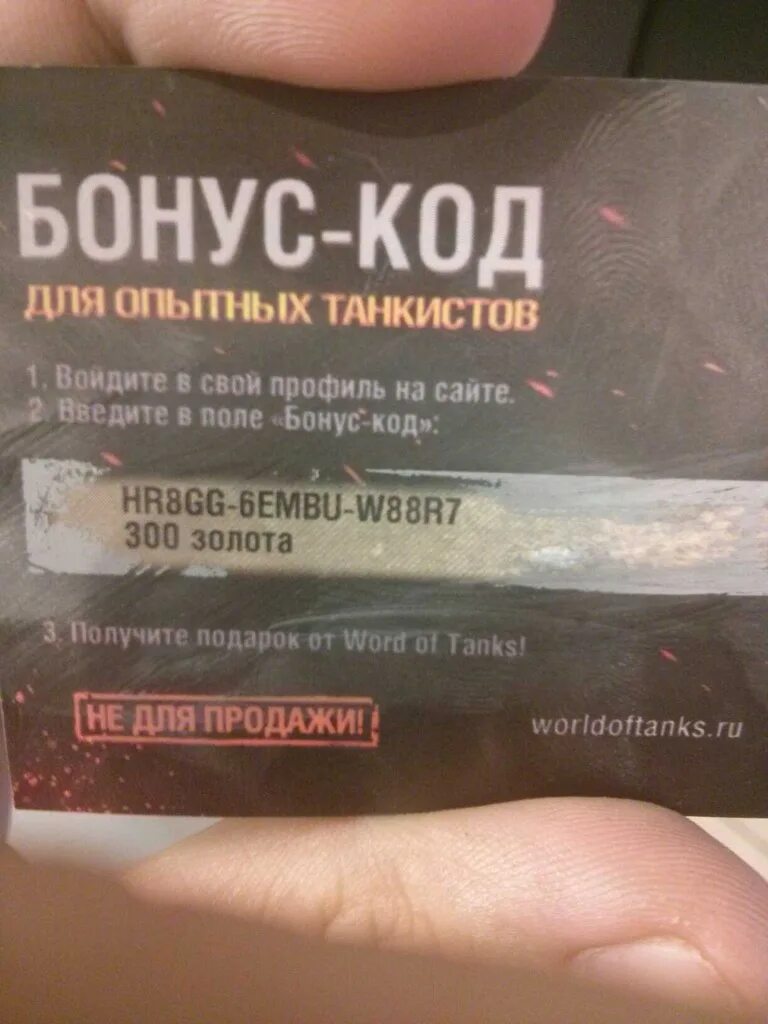 БОНУС-КОД
ДЛЯ ОПЫТНЫХ ТАНКИСТОВ
1. Войдите в свой профиль на сайте.
2. Введите в поле «Бонус-код»:
HR8GG-6EMBU-W88R7
300 золота
3. Получите подарок от Word of Tanks!
НЕ ДЛЯ ПРОДАЖИ!
worldoftanks.ru